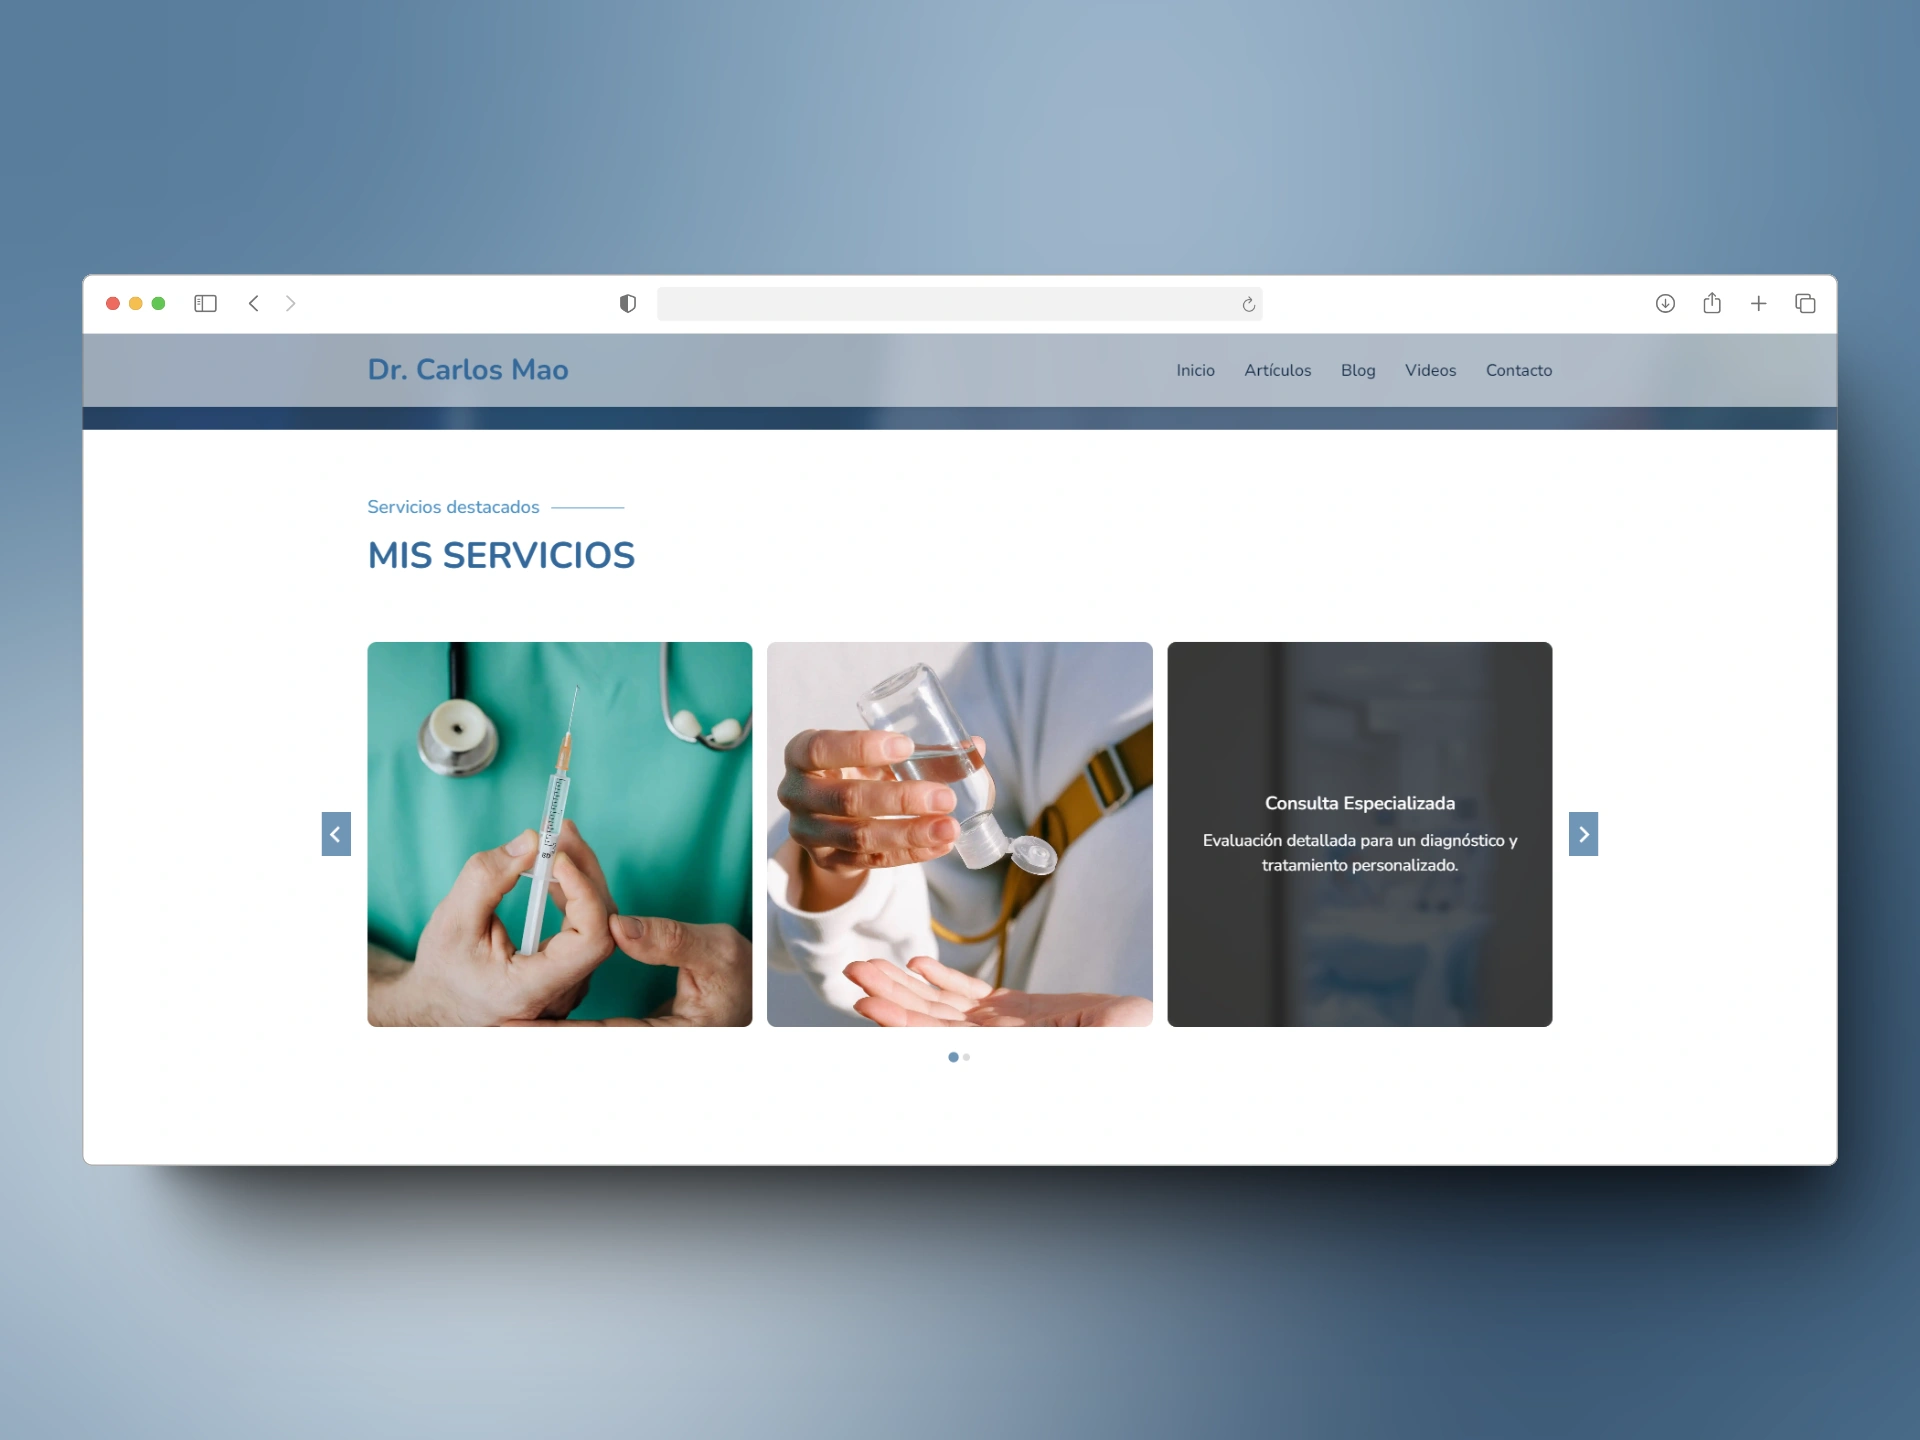 Dr. Carlos Mao
Inicio Artículos Blog Videos Contacto
Servicios destacados
MIS SERVICIOS
Consulta Especializada
Evaluación detallada para un diagnóstico y
tratamiento personalizado.